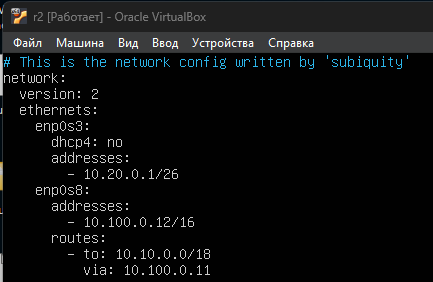 r2 [Работает] - Oracle VirtualBox
Файл Машина Вид Ввод Устройства Справка
# This is the network config written by 'subiquity'
network:
  version: 2
  ethernets:
    enp0s3:
      dhcp4: no
      addresses:
        - 10.20.0.1/26
    enp0s8:
      addresses:
        - 10.100.0.12/16
      routes:
        - to: 10.10.0.0/18
          via: 10.100.0.11